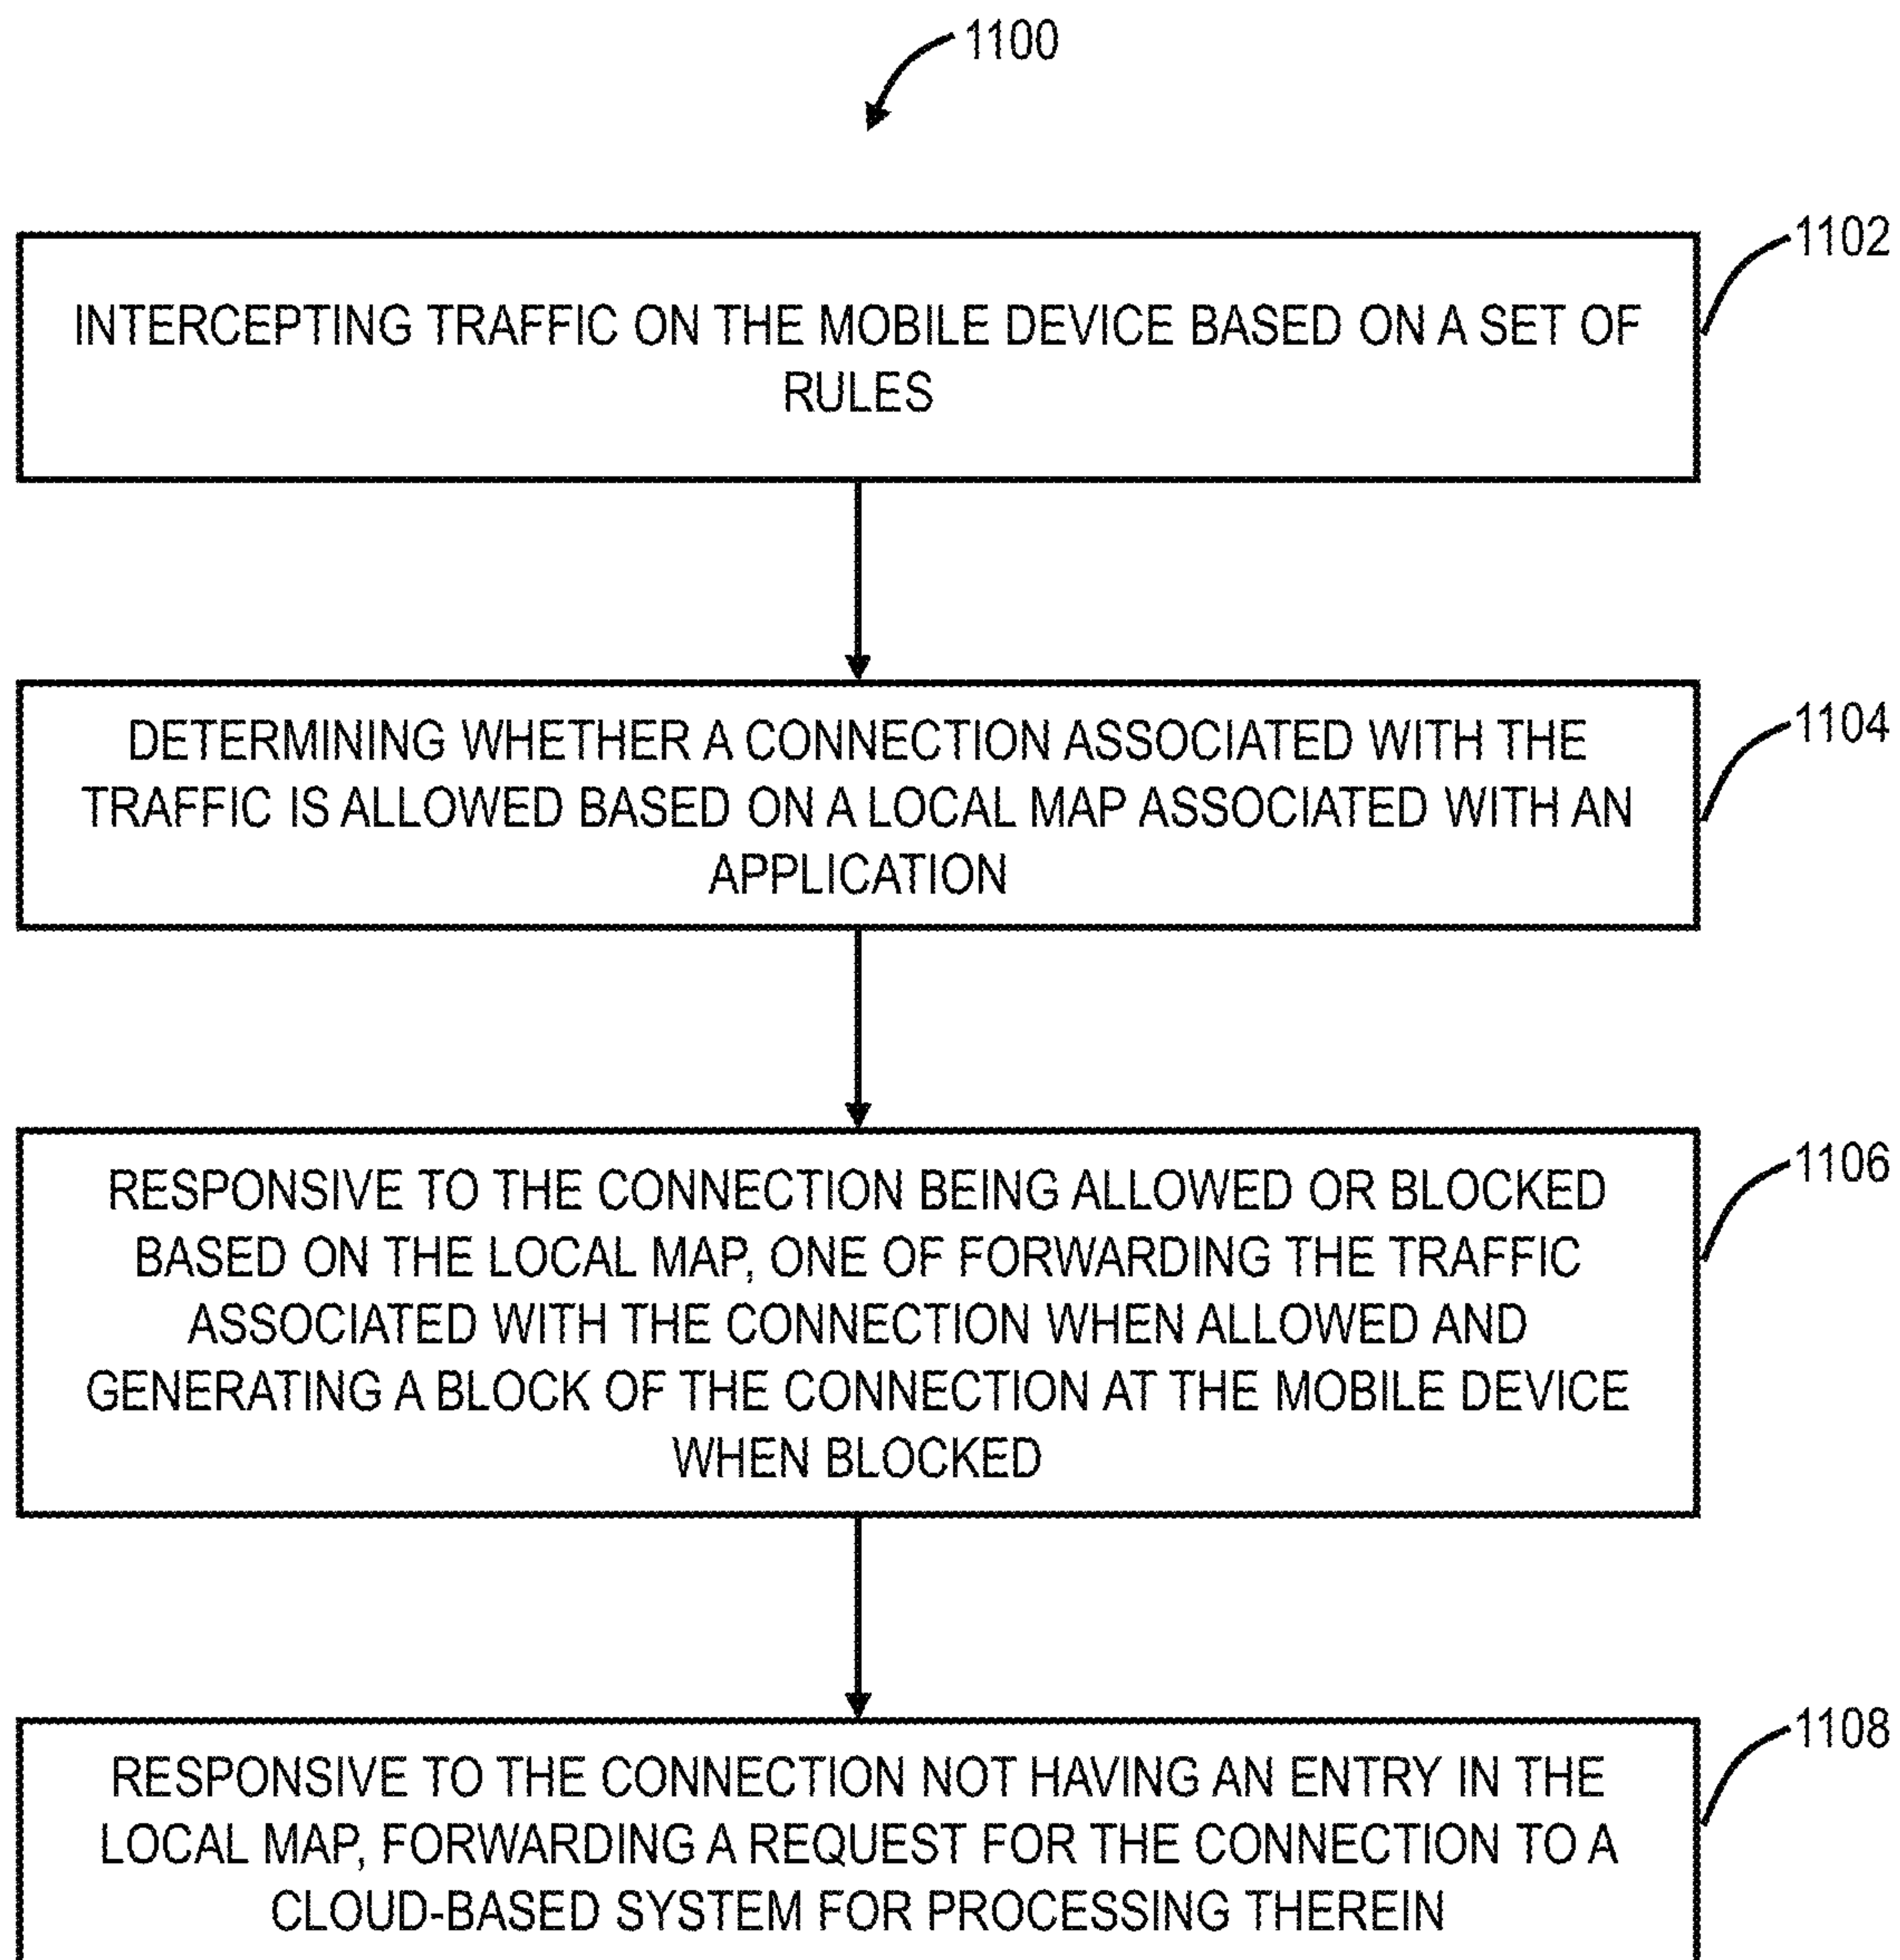 1100
1102
INTERCEPTING TRAFFIC ON THE MOBILE DEVICE BASED ON A SET OF
RULES
1104
DETERMINING WHETHER A CONNECTION ASSOCIATED WITH THE
TRAFFIC IS ALLOWED BASED ON A LOCAL MAP ASSOCIATED WITH AN
APPLICATION
1106
RESPONSIVE TO THE CONNECTION BEING ALLOWED OR BLOCKED
BASED ON THE LOCAL MAP, ONE OF FORWARDING THE TRAFFIC
ASSOCIATED WITH THE CONNECTION WHEN ALLOWED AND
GENERATING A BLOCK OF THE CONNECTION AT THE MOBILE DEVICE
WHEN BLOCKED
1108
RESPONSIVE TO THE CONNECTION NOT HAVING AN ENTRY IN THE
LOCAL MAP, FORWARDING A REQUEST FOR THE CONNECTION TO A
CLOUD-BASED SYSTEM FOR PROCESSING THEREIN